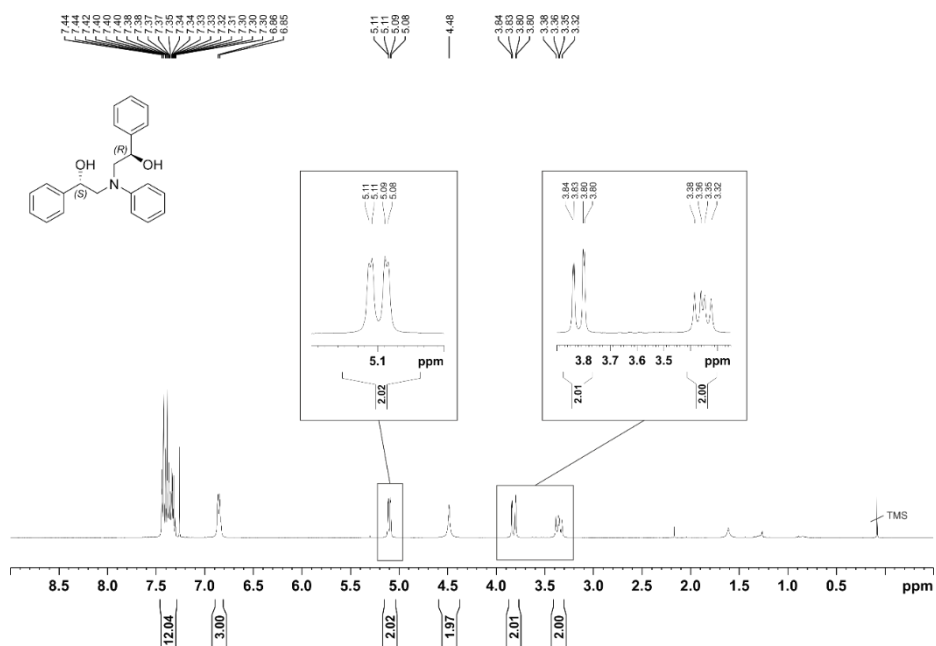 7.44 7.44 7.42 7.40 7.40 7.40 7.38 7.38 7.37 7.37 7.35 7.34 7.34 7.33 7.33 7.32 7.31 7.30 7.30 7.30 6.86 6.85
5.11 5.11 5.09 5.08
4.48
3.84 3.83 3.80 3.80
3.38 3.36 3.35 3.32
(R)
OH
OH
N
(S)
5.11 5.11 5.09 5.08
5.1 ppm
2.02
3.84 3.83 3.80 3.80
3.38 3.36 3.35 3.32
3.8 3.7 3.6 3.5 ppm
2.01 2.00
TMS
8.5 8.0 7.5 7.0 6.5 6.0 5.5 5.0 4.5 4.0 3.5 3.0 2.5 2.0 1.5 1.0 0.5 ppm
12.04 3.00 2.02 1.97 2.01 2.00